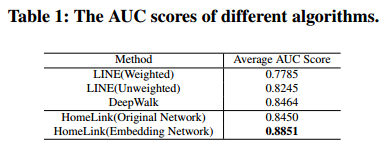 Table 1: The AUC scores of different algorithms.
Method Average AUC Score
LINE(Weighted) 0.7785
LINE(Unweighted) 0.8245
DeepWalk 0.8464
HomeLink(Original Network) 0.8450
HomeLink(Embedding Network) 0.8851